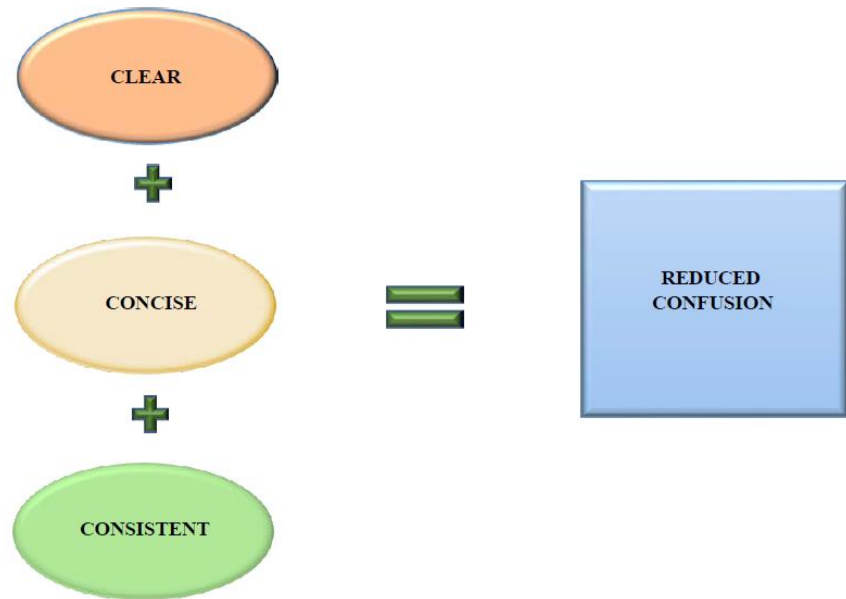 CLEAR
+
CONCISE
=
REDUCED
CONFUSION
+
CONSISTENT